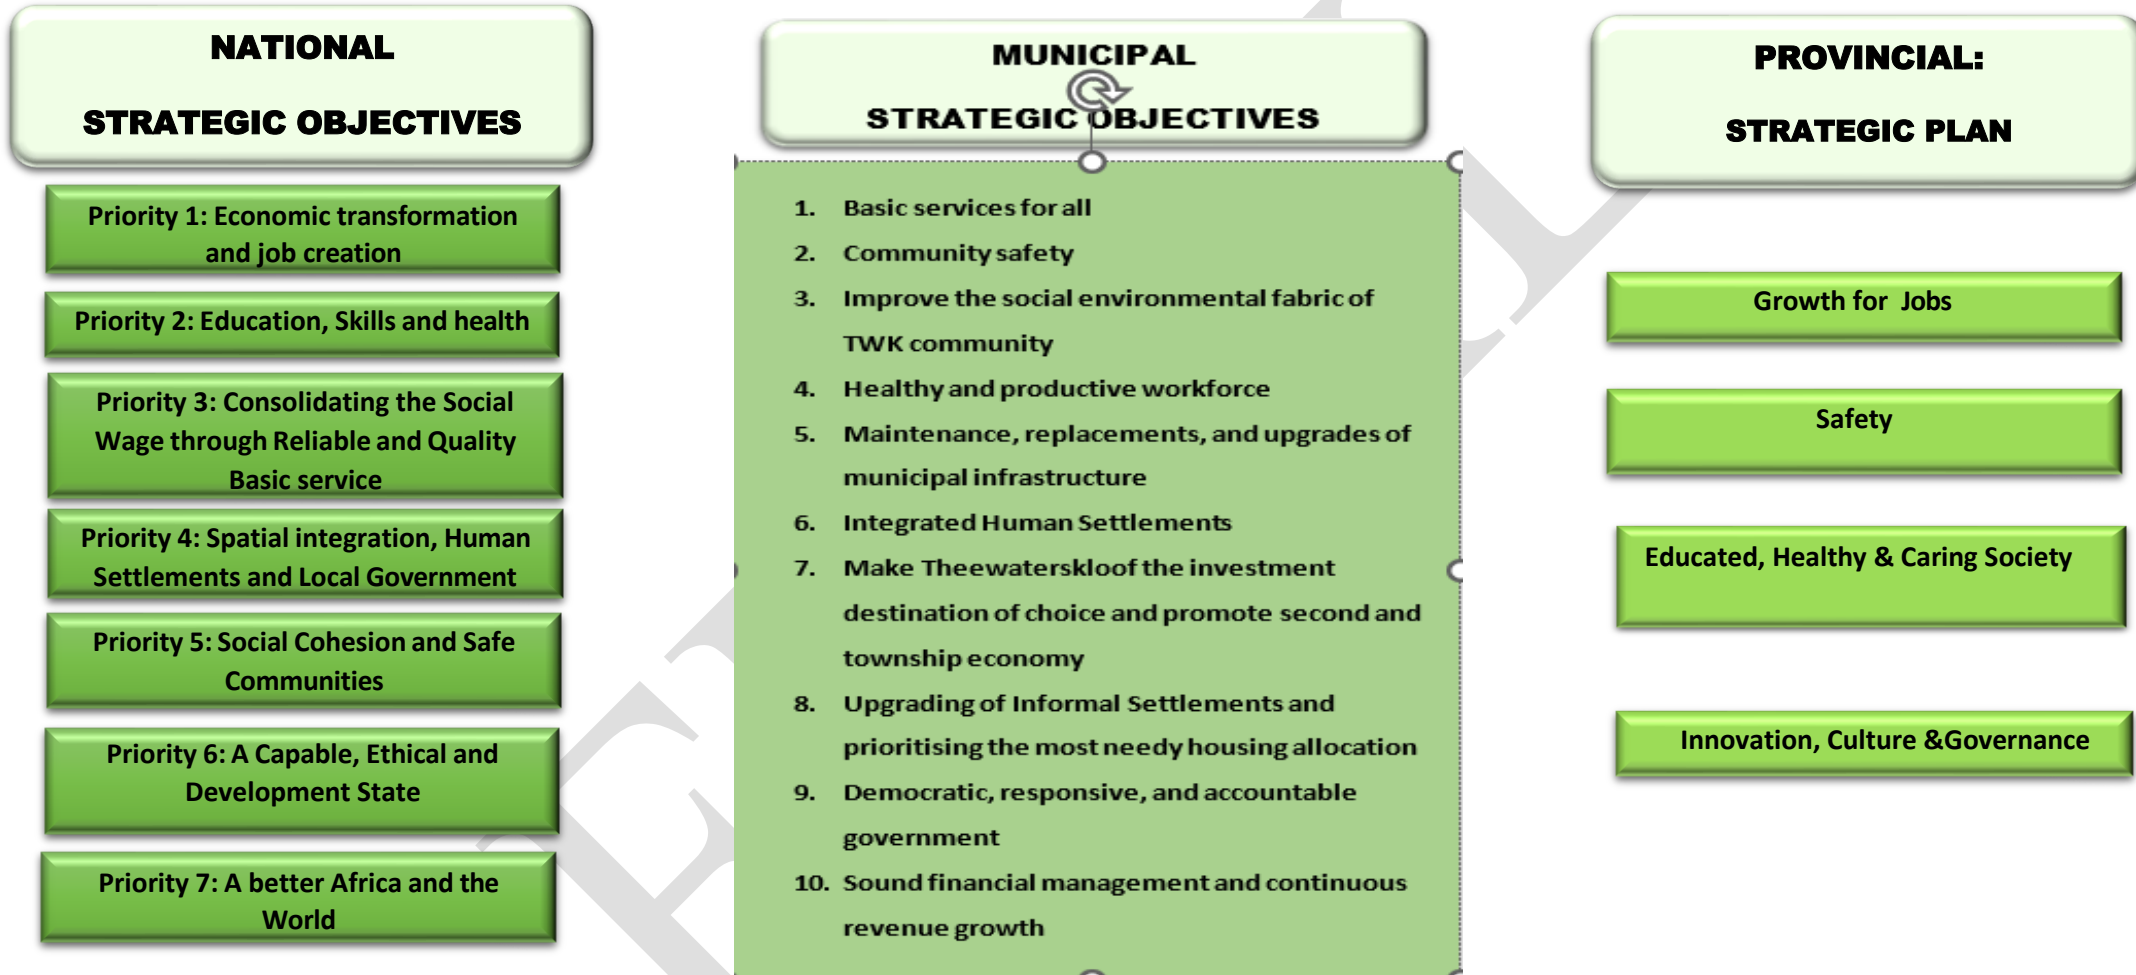 NATIONAL
STRATEGIC OBJECTIVES
Priority 1: Economic transformation
and job creation
Priority 2: Education, Skills and health
Priority 3: Consolidating the Social
Wage through Reliable and Quality
Basic service
Priority 4: Spatial integration, Human
Settlements and Local Government
Priority 5: Social Cohesion and Safe
Communities
Priority 6: A Capable, Ethical and
Development State
Priority 7: A better Africa and the
World
MUNICIPAL
STRATEGIC OBJECTIVES
1. Basic services for all
2. Community safety
3. Improve the social environmental fabric of
TWK community
4. Healthy and productive workforce
5. Maintenance, replacements, and upgrades of
municipal infrastructure
6. Integrated Human Settlements
7. Make Theewaterskloof the investment
destination of choice and promote second and
township economy
8. Upgrading of Informal Settlements and
prioritising the most needy housing allocation
9. Democratic, responsive, and accountable
government
10. Sound financial management and continuous
revenue growth
PROVINCIAL:
STRATEGIC PLAN
Growth for Jobs
Safety
Educated, Healthy & Caring Society
Innovation, Culture &Governance